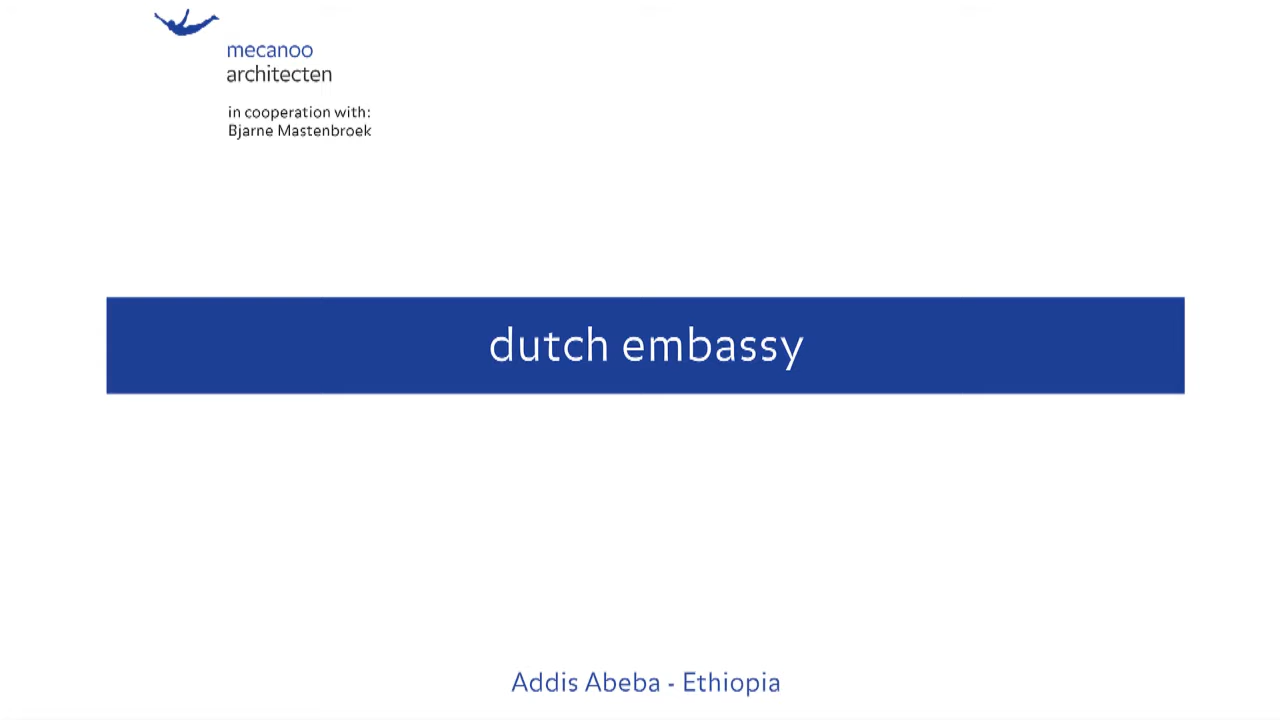 mecanoo
architecten
in cooperation with:
Bjarne Mastenbroek
dutch embassy
Addis Abeba - Ethiopia